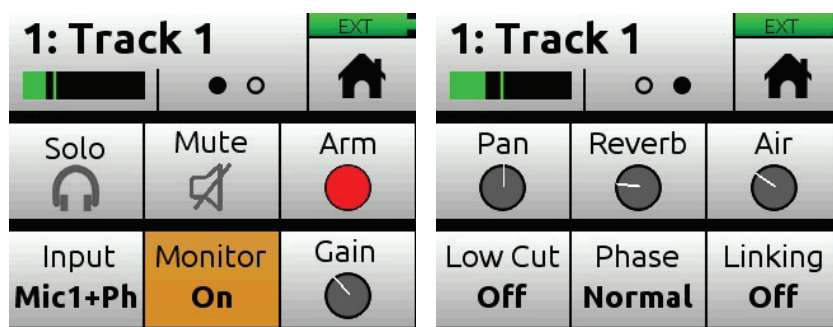 1: Track 1
EXT
Solo
Mute
Arm
Input
Mic1+Ph
Monitor
On
Gain
1: Track 1
EXT
Pan
Reverb
Air
Low Cut
Off
Phase
Normal
Linking
Off